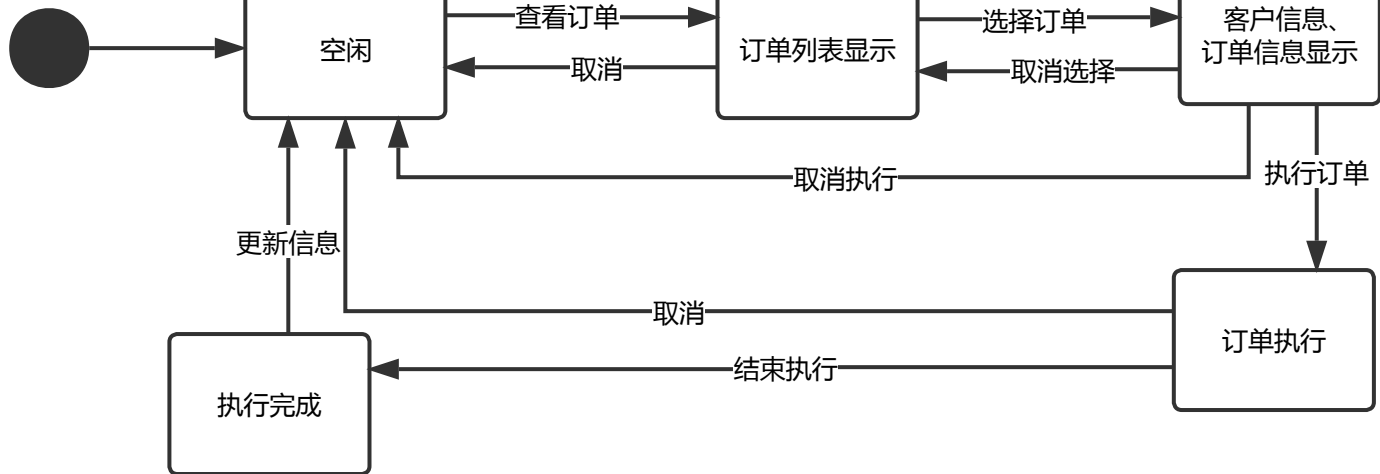 查看订单
选择订单
客户信息、
空闲
订单列表显示
订单信息显示
取消
取消选择
取消执行
执行订单
更新信息
取消
订单执行
结束执行
执行完成